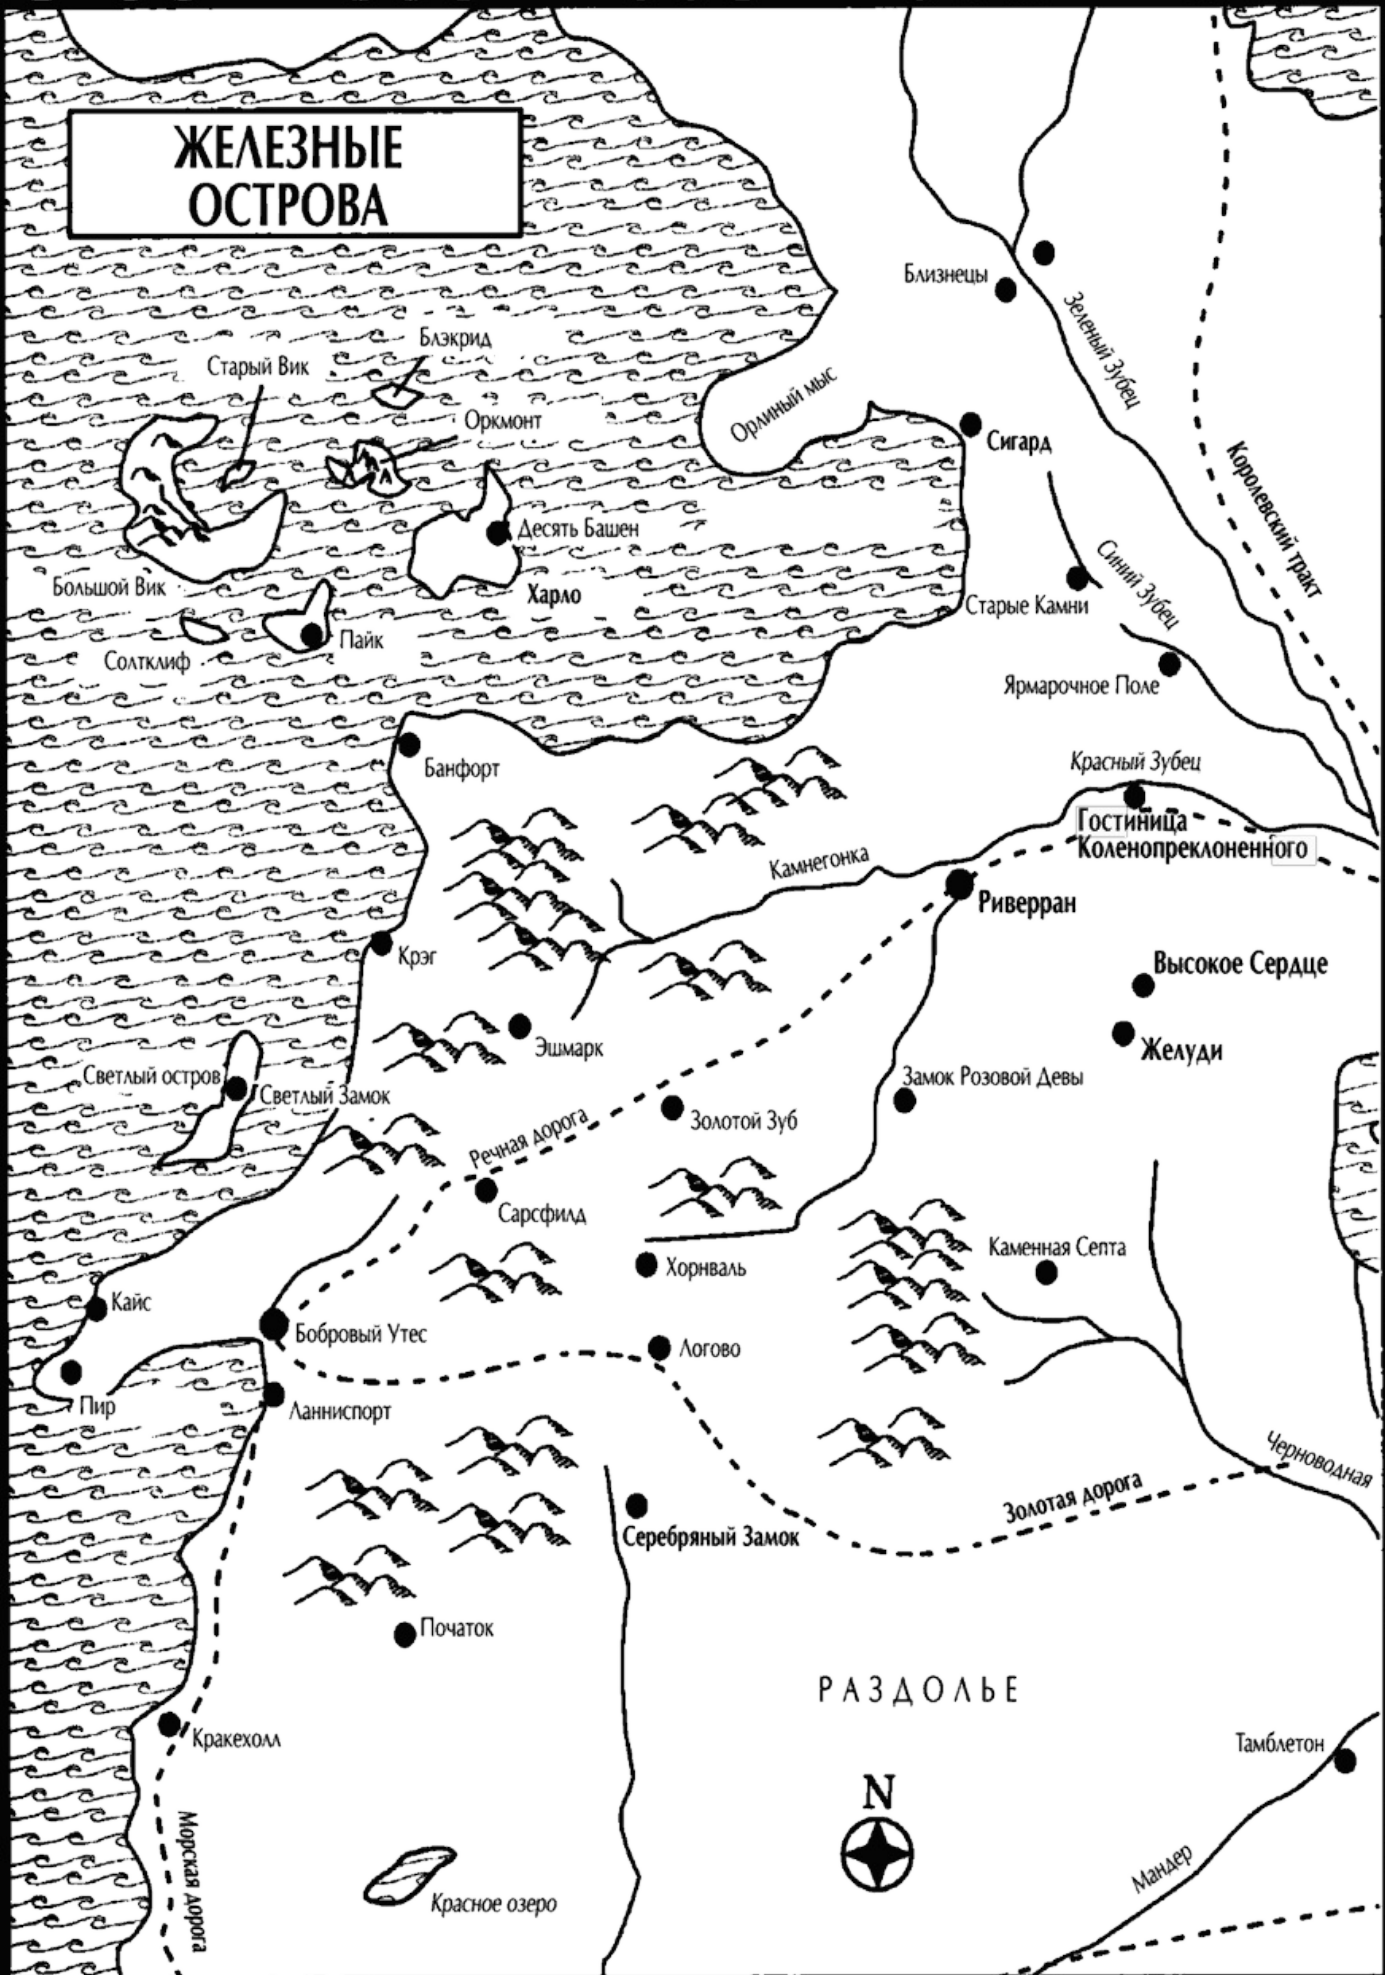 ЖЕЛЕЗНЫЕ
ОСТРОВА
Близнецы
Зеленый Зубец
Блэкрид
Старый Вик
Орлиный мыс
Оркмонт
Сигард
Королевский тракт
Десять Башен
Синий Зубец
Большой Вик
Харло
Старые Камни
Пайк
Солтклиф
Ярмарочное Поле
Банфорт
Красный Зубец
Гостиница
Коленопреклоненного
Камнегонка
Риверран
Крэг
Высокое Сердце
Эшмарк
Желуди
Светлый остров
Светлый Замок
Замок Розовой Девы
Золотой Зуб
Речная дорога
Сарсфилд
Каменная Септа
Хорнваль
Кайс
Бобровый Утес
Логово
Пир
Ланниспорт
Черноводная
Золотая дорога
Серебряный Замок
Початок
РАЗДОЛЬЕ
Кракехолл
Тамблетон
N
Морская дорога
Мандер
Красное озеро